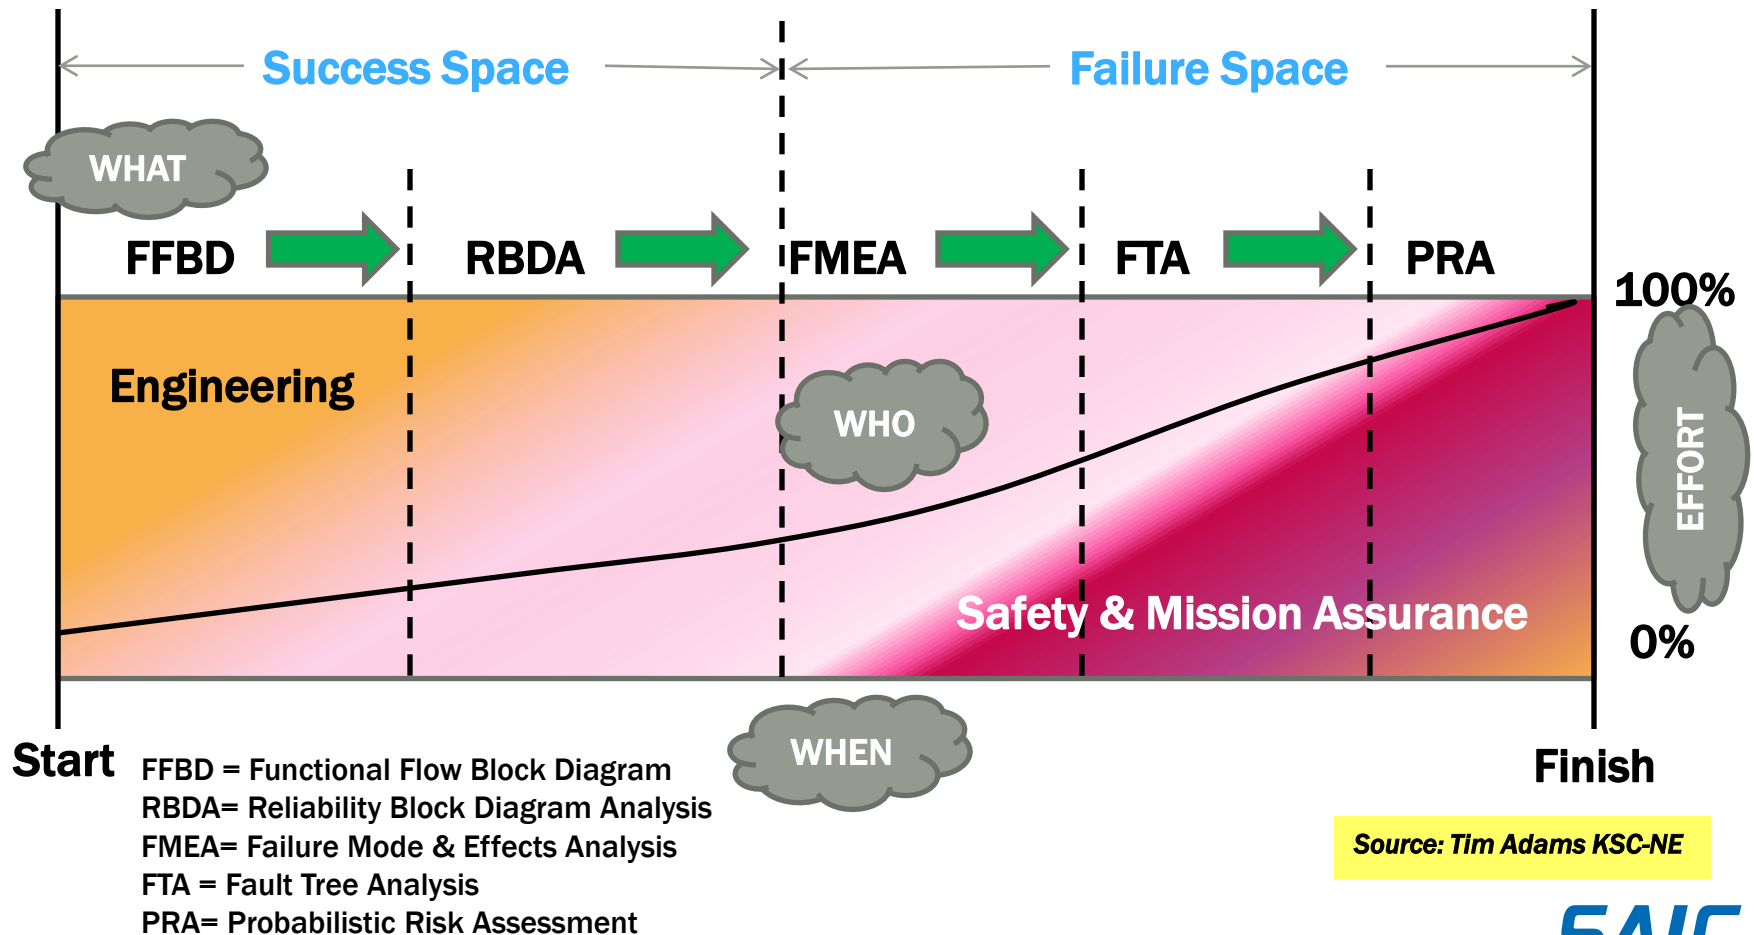 Success Space
Failure Space
WHAT
FFBD
RBDA
FMEA
FTA
PRA
100%
Engineering
WHO
EFFORT
Safety & Mission Assurance
0%
WHEN
Start
Finish
FFBD = Functional Flow Block Diagram
RBDA= Reliability Block Diagram Analysis
FMEA= Failure Mode & Effects Analysis
FTA = Fault Tree Analysis
PRA= Probabilistic Risk Assessment
Source: Tim Adams KSC-NE
SAIC